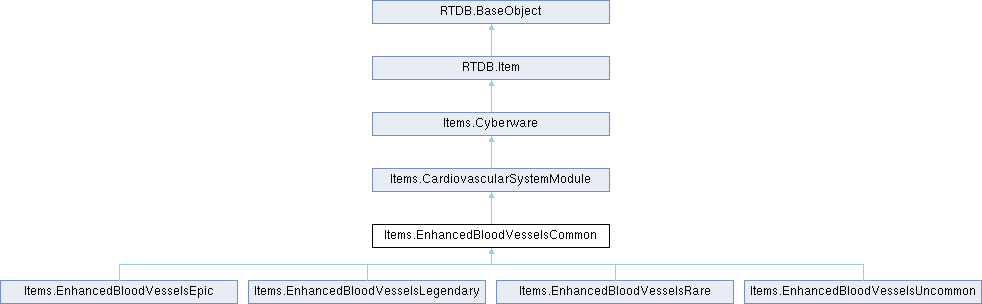 RTDB.BaseObject
RTDB.Item
Items.Cyberware
Items.CardiovascularSystemModule
Items.EnhancedBloodVesselsCommon
Items.EnhancedBloodVesselsEpic
Items.EnhancedBloodVesselsLegendary
Items.EnhancedBloodVesselsRare
Items.EnhancedBloodVesselsUncommon